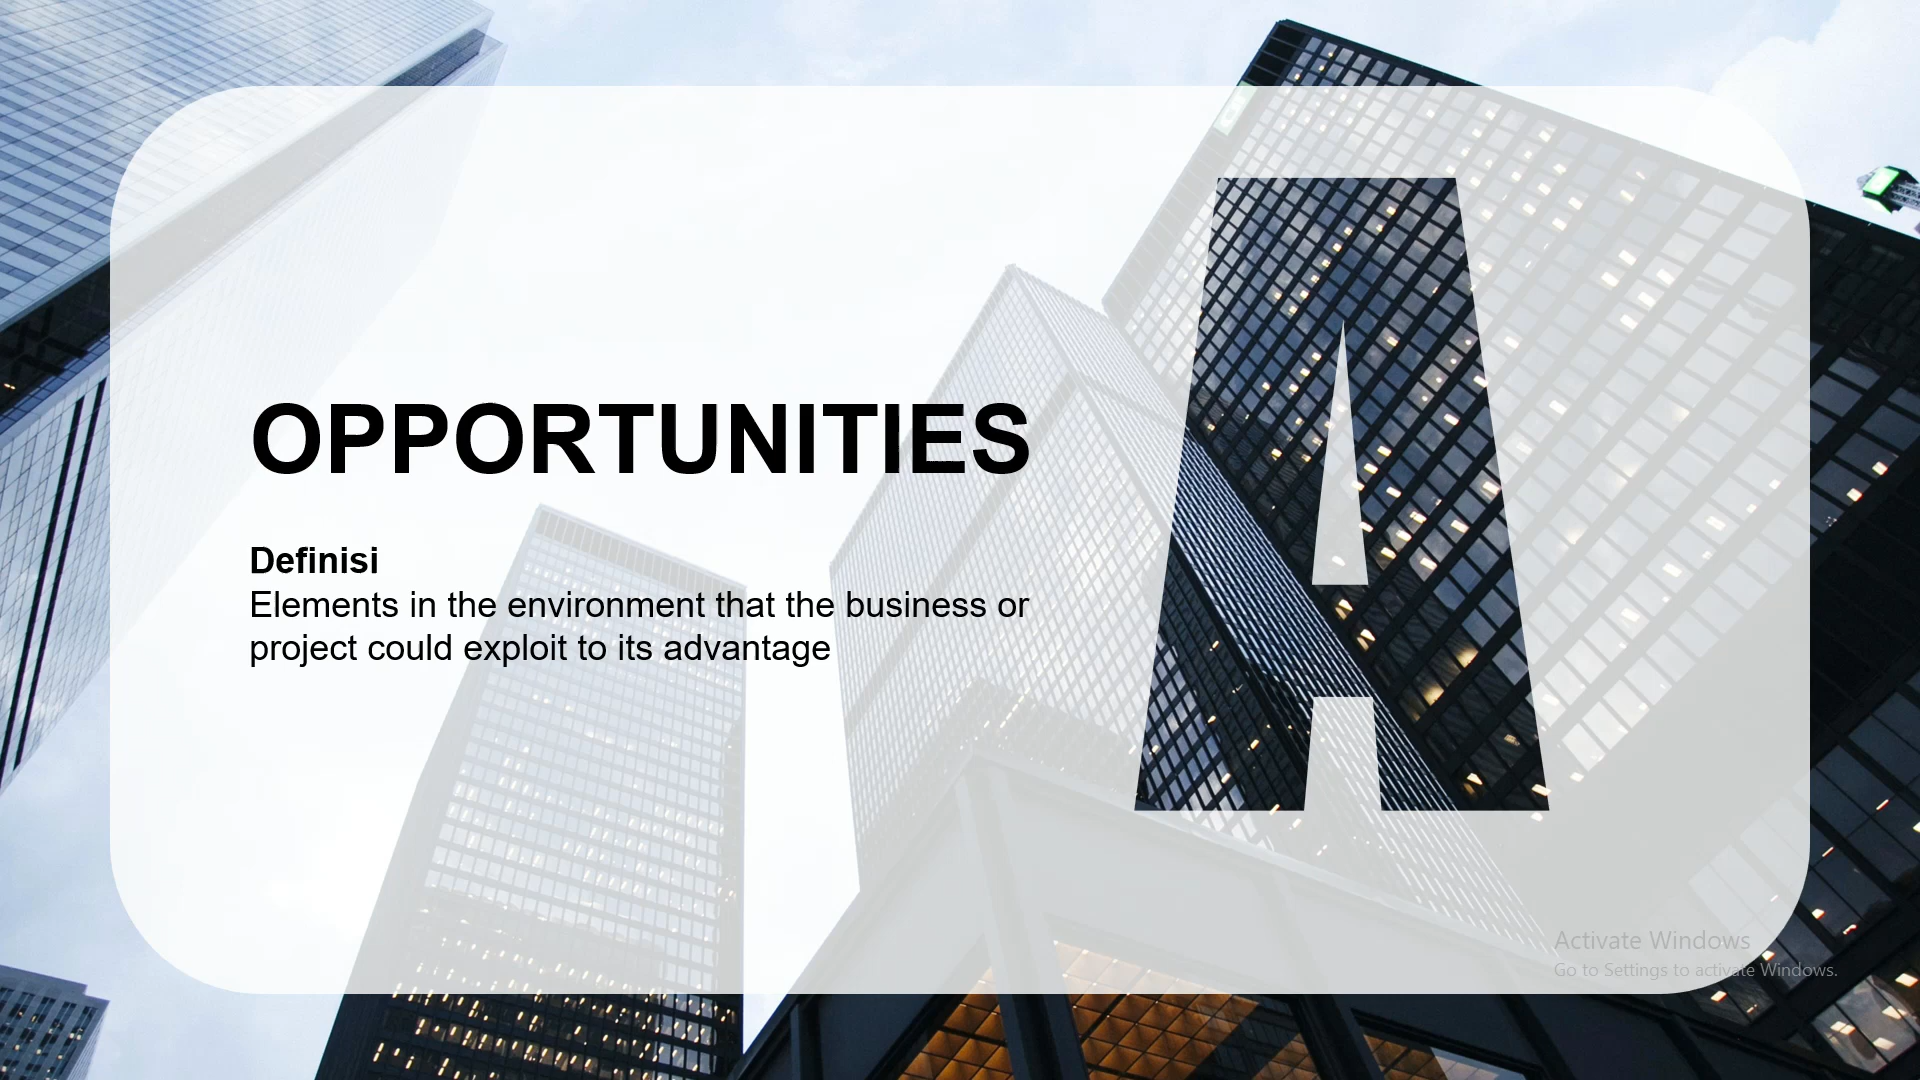 OPPORTUNITIES
A
Definisi
Elements in the environment that the business or
project could exploit to its advantage
Activate Windows
Go to Settings to activate Windows.